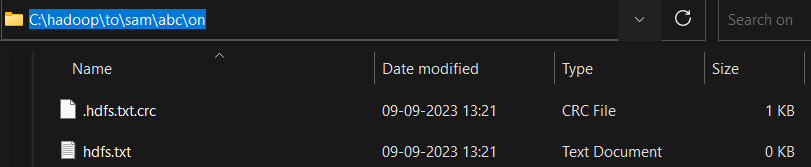 C:\hadoop\to\sam\abc\on Search on
Name Date modified Type Size
.hdfs.txt.crc 09-09-2023 13:21 CRC File 1 KB
hdfs.txt 09-09-2023 13:21 Text Document 0 KB